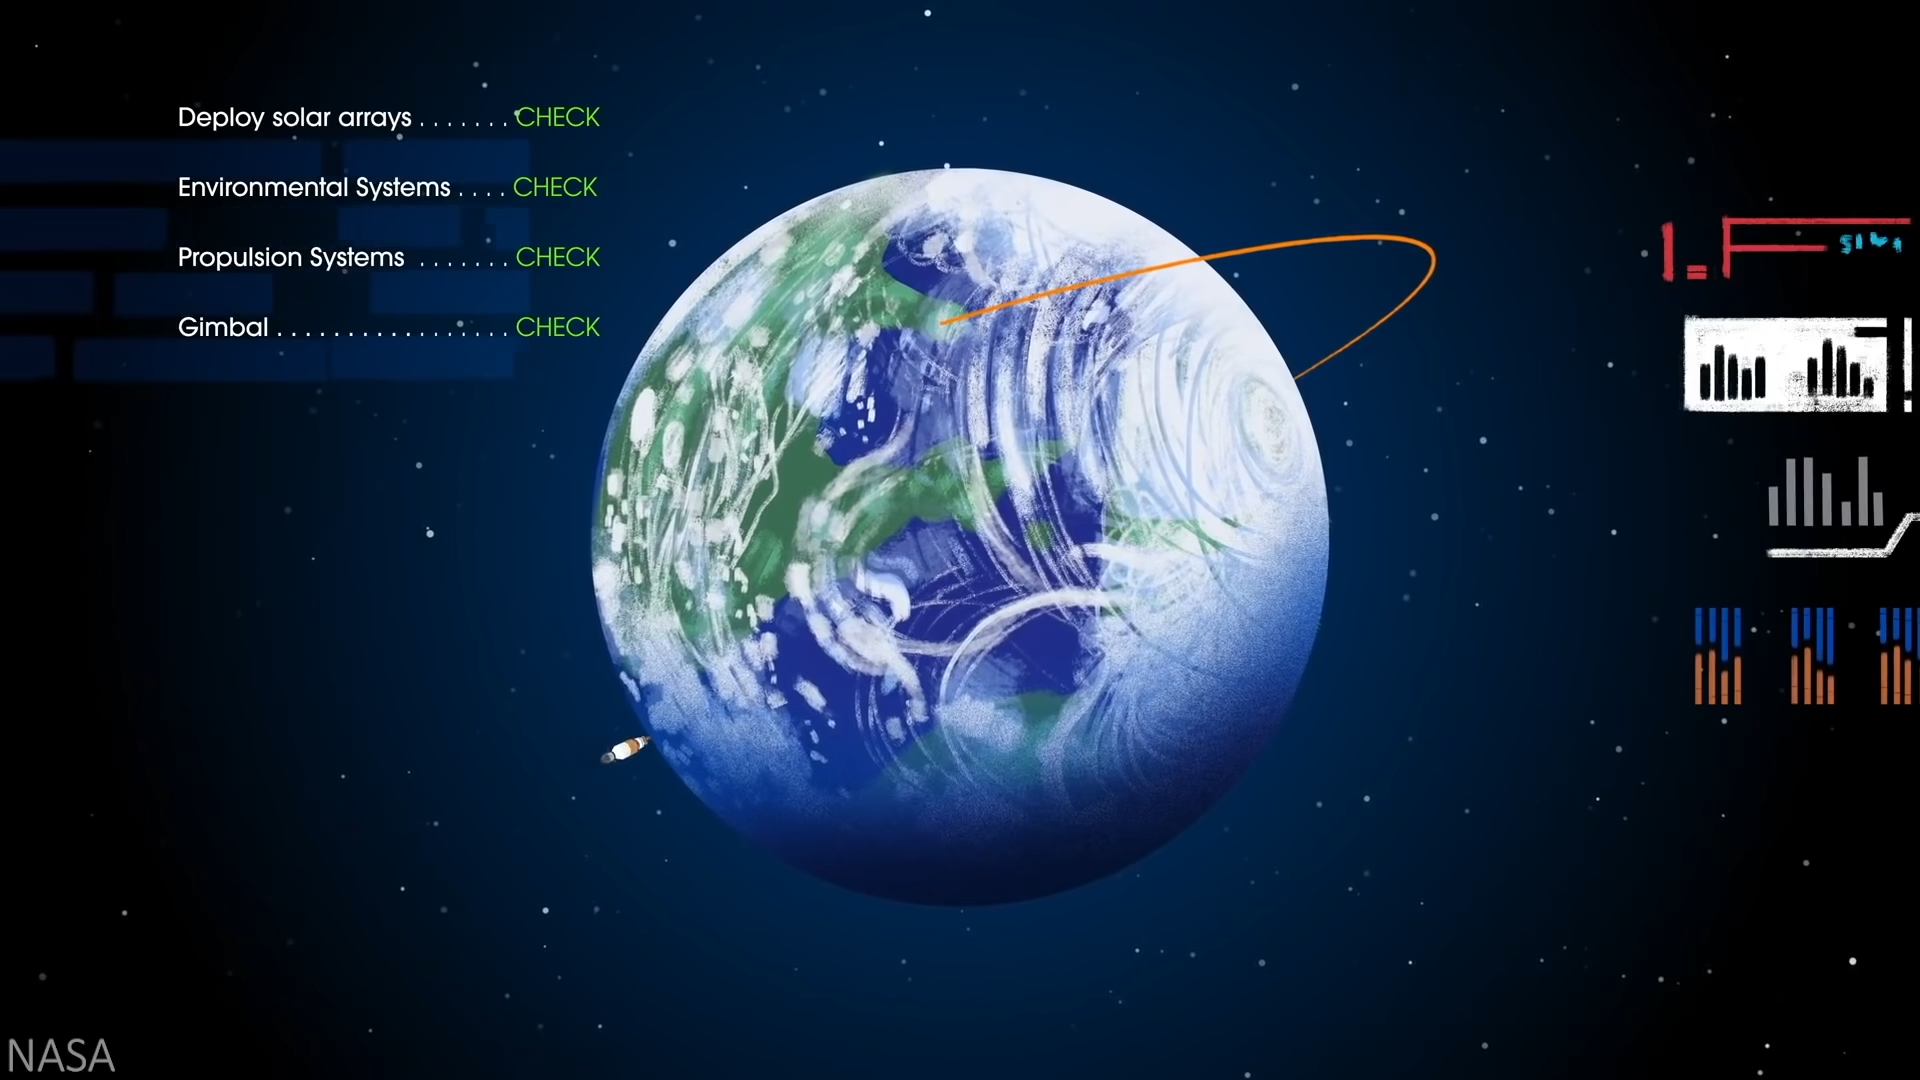 Deploy solar arrays . . . . . . . CHECK
Environmental Systems . . . . CHECK
Propulsion Systems . . . . . . . CHECK
Gimbal . . . . . . . . . . . . . . . . . CHECK
NASA